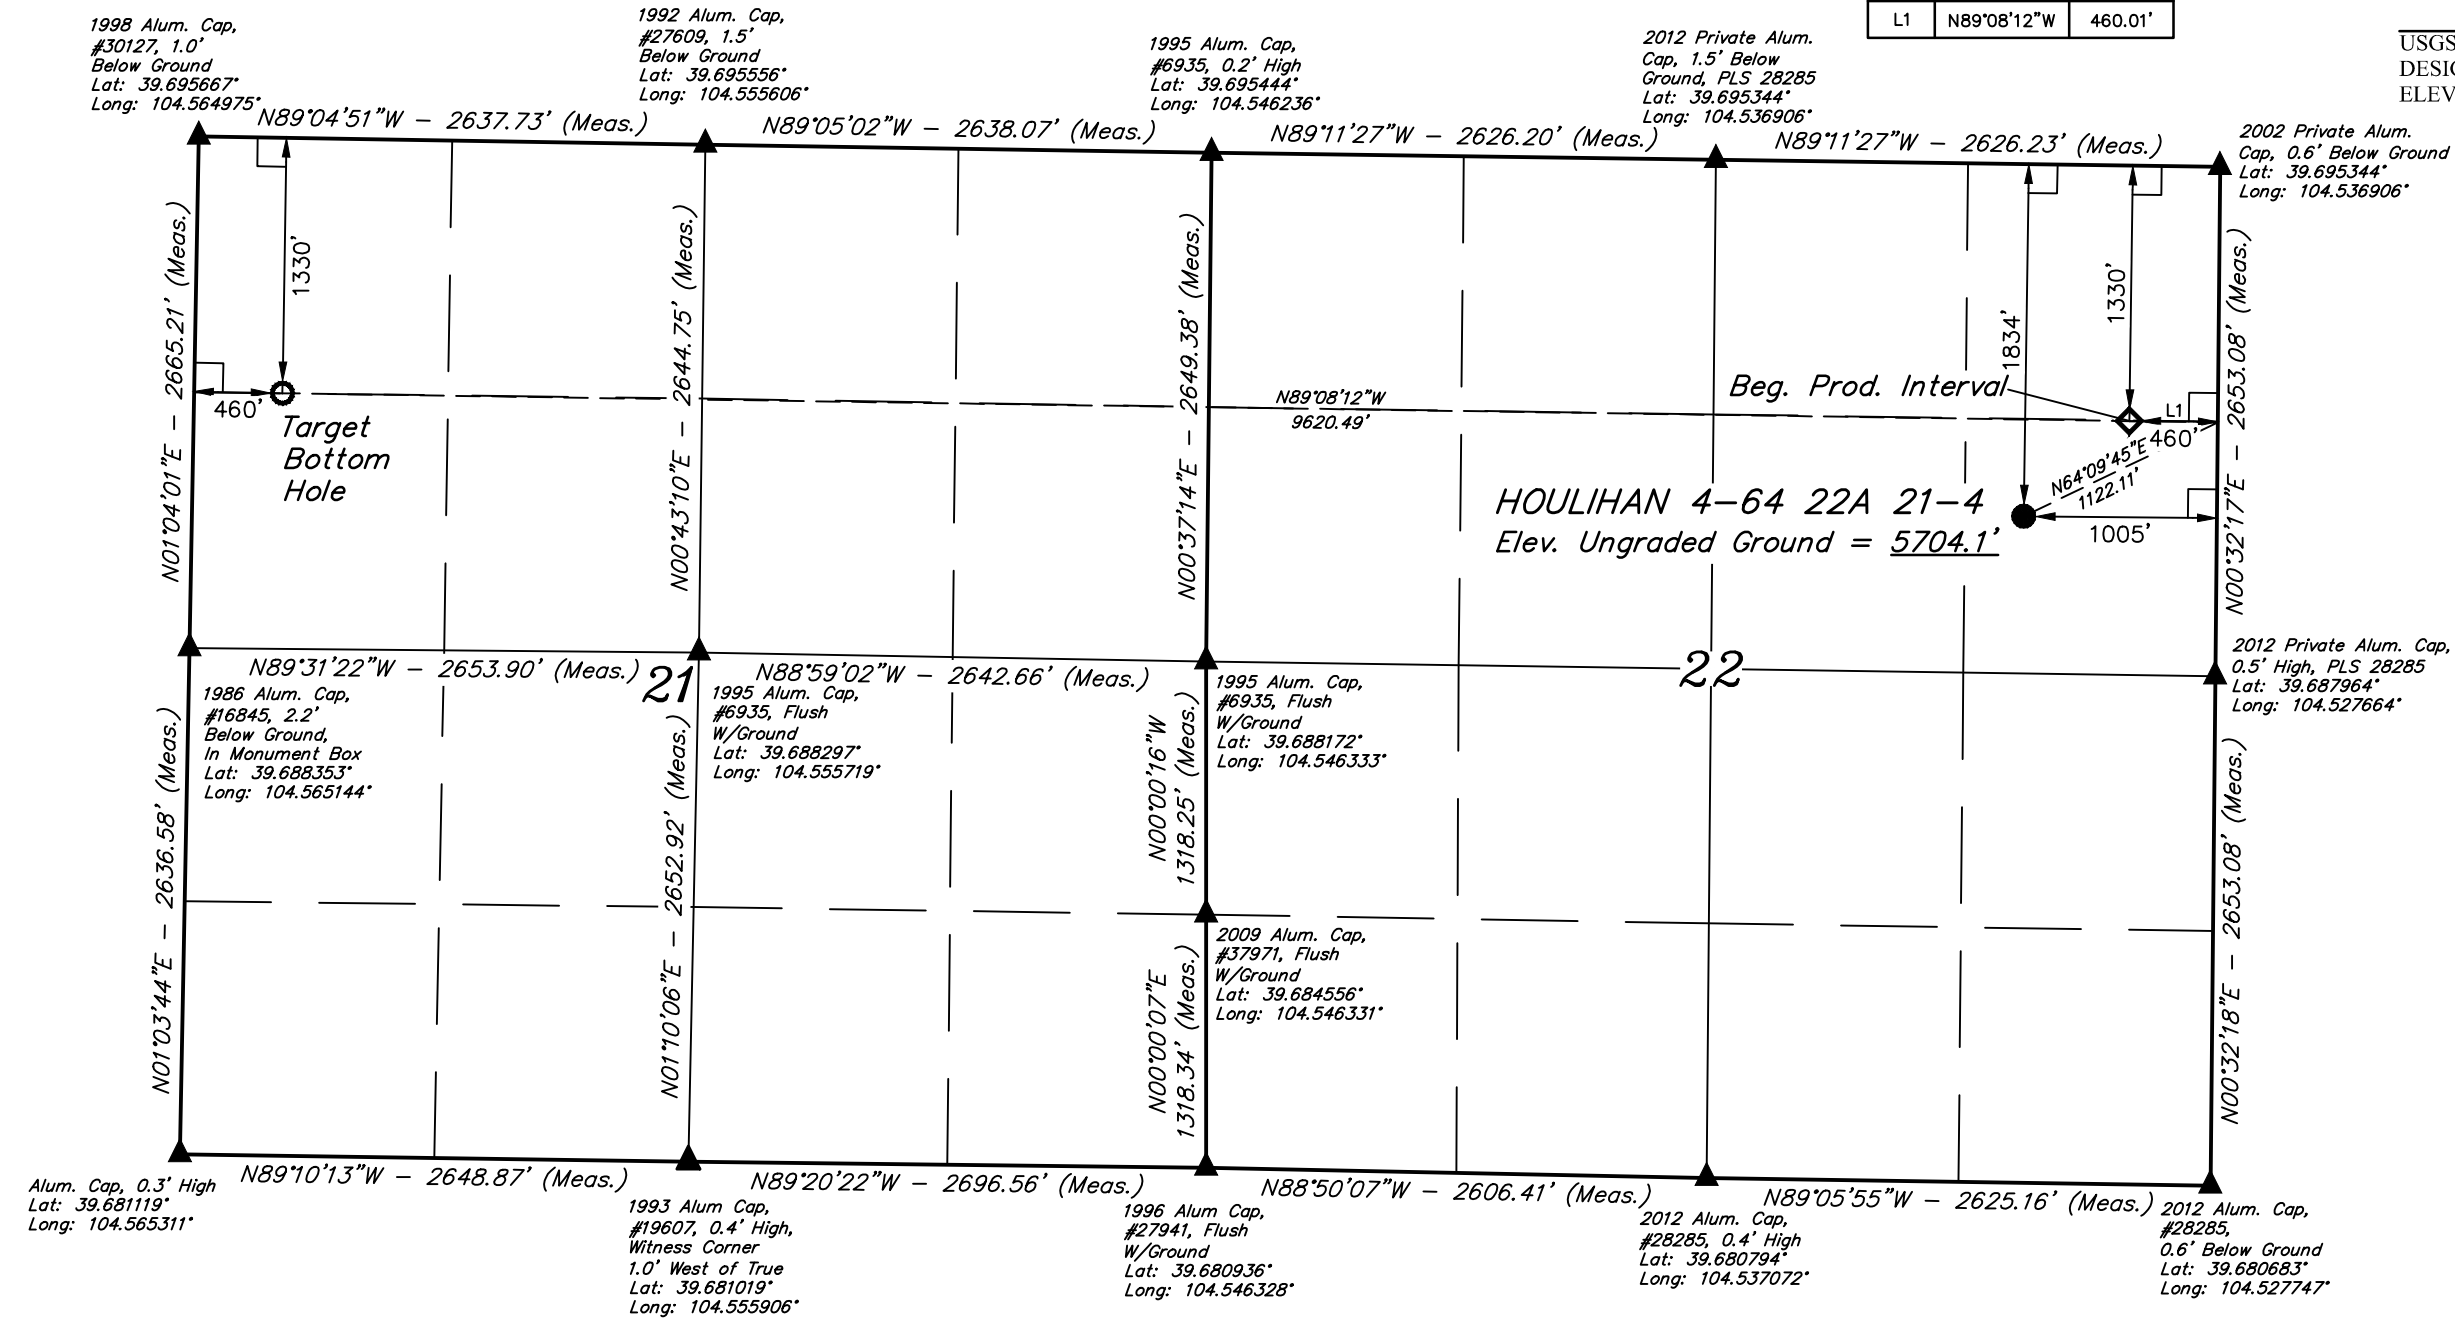 L1 N89°08'12"W 460.01'
USGS
DESIG
ELEV
1998 Alum. Cap,
#30127, 1.0'
Below Ground
Lat: 39.695667°
Long: 104.564975°
1992 Alum. Cap,
#27609, 1.5'
Below Ground
Lat: 39.695556°
Long: 104.555606°
1995 Alum. Cap,
#6935, 0.2' High
Lat: 39.695444°
Long: 104.546236°
2012 Private Alum.
Cap, 1.5' Below
Ground, PLS 28285
Lat: 39.695344°
Long: 104.536906°
2002 Private Alum.
Cap, 0.6' Below Ground
Lat: 39.695344°
Long: 104.536906°
N89°04'51"W – 2637.73' (Meas.)
N89°05'02"W – 2638.07' (Meas.)
N89°11'27"W – 2626.20' (Meas.)
N89°11'27"W – 2626.23' (Meas.)
N01°04'01"E – 2665.21' (Meas.)
1330'
N00°43'10"E – 2644.75' (Meas.)
N00°37'14"E – 2649.38' (Meas.)
1834'
1330'
N00°32'17"E – 2653.08' (Meas.)
460'
Target
Bottom
Hole
N89°08'12"W
9620.49'
Beg. Prod. Interval
L1
460'
N64°09'45"E
1122.11'
HOULIHAN 4-64 22A 21-4
Elev. Ungraded Ground = 5704.1'
1005'
N89°31'22"W – 2653.90' (Meas.)
21
N88°59'02"W – 2642.66' (Meas.)
22
1986 Alum. Cap,
#16845, 2.2'
Below Ground,
In Monument Box
Lat: 39.688353°
Long: 104.565144°
1995 Alum. Cap,
#6935, Flush
W/Ground
Lat: 39.688297°
Long: 104.555719°
1995 Alum. Cap,
#6935, Flush
W/Ground
Lat: 39.688172°
Long: 104.546333°
2012 Private Alum. Cap,
0.5' High, PLS 28285
Lat: 39.687964°
Long: 104.527664°
N01°03'44"E – 2636.58' (Meas.)
N01°10'06"E – 2652.92' (Meas.)
N00°00'16"W
1318.25' (Meas.)
N00°32'18"E – 2653.08' (Meas.)
2009 Alum. Cap,
#37971, Flush
W/Ground
Lat: 39.684556°
Long: 104.546331°
N00°00'07"E
1318.34' (Meas.)
N89°10'13"W – 2648.87' (Meas.)
N89°20'22"W – 2696.56' (Meas.)
N88°50'07"W – 2606.41' (Meas.)
N89°05'55"W – 2625.16' (Meas.)
Alum. Cap, 0.3' High
Lat: 39.681119°
Long: 104.565311°
1993 Alum Cap,
#19607, 0.4' High,
Witness Corner
1.0' West of True
Lat: 39.681019°
Long: 104.555906°
1996 Alum Cap,
#27941, Flush
W/Ground
Lat: 39.680936°
Long: 104.546328°
2012 Alum. Cap,
#28285, 0.4' High
Lat: 39.680794°
Long: 104.537072°
2012 Alum. Cap,
#28285,
0.6' Below Ground
Lat: 39.680683°
Long: 104.527747°